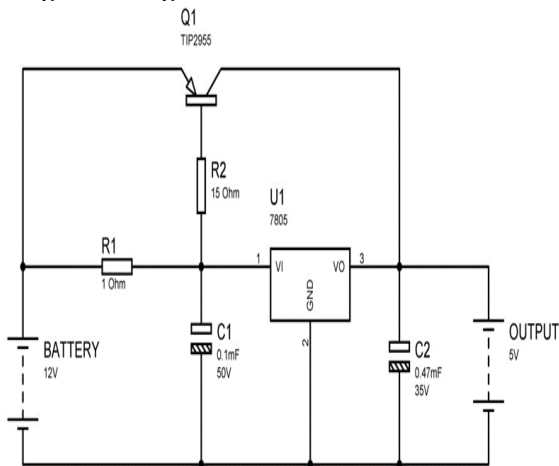 Q1
TIP2955
R2
15 Ohm
U1
7805
R1
1 Ohm
1
VI
VO
3
GND
2
BATTERY
12V
C1
0.1mF
50V
C2
0.47mF
35V
OUTPUT
5V